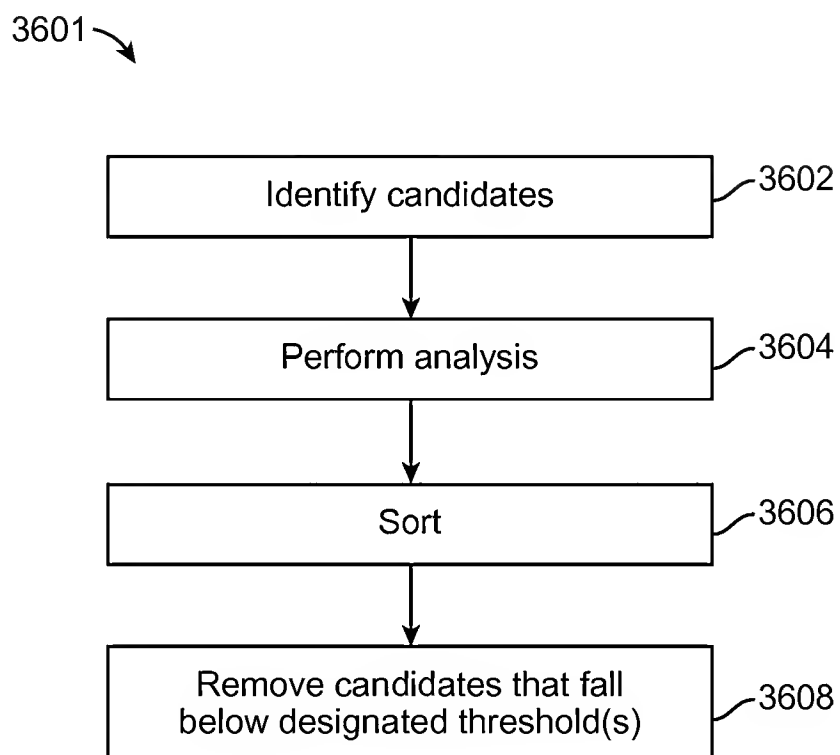 3601
Identify candidates
3602
Perform analysis
3604
Sort
3606
Remove candidates that fall
below designated threshold(s)
3608